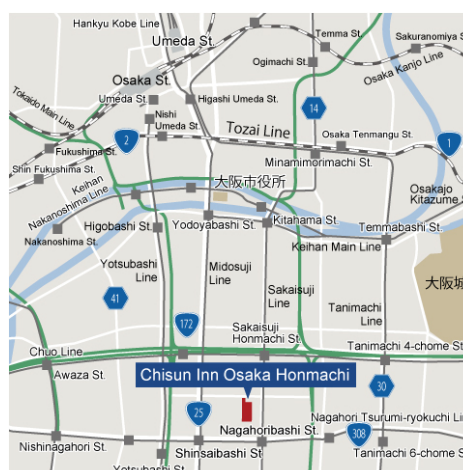 Hankyu Kobe Line
Umeda St.
Temma St.
Sakuranomiya St.
Ogimachi St.
Osaka Kanjo Line
Osaka St.
Umeda St.
Higashi Umeda St.
Tokaido Main Line
Nishi
Umeda St.
14
2
Tozai Line
Osaka Tenmangu St.
1
Fukushima St.
Shin Fukushima St.
Minamimorimachi St.
Keihan
Nakanoshima Line
大阪市役所
Osakajo
Kitazume St.
Higobashi St.
Yodoyabashi St.
Kitahama St.
Temmabashi St.
Nakanoshima St.
Keihan Main Line
Yotsubashi
Line
Midosuji
Line
Sakaisuji
Line
Tanimachi
Line
大阪城
41
172
Sakaisuji
Honmachi St.
Chuo Line
Awaza St.
Tanimachi 4-chome St.
Chisun Inn Osaka Honmachi
30
25
Nagahori Tsurumi-ryokuchi Line
308
Nagahoribashi St.
Nishinagahori St.
Shinsaibashi St.
Tanimachi 6-chome St.
Yotsubashi St.